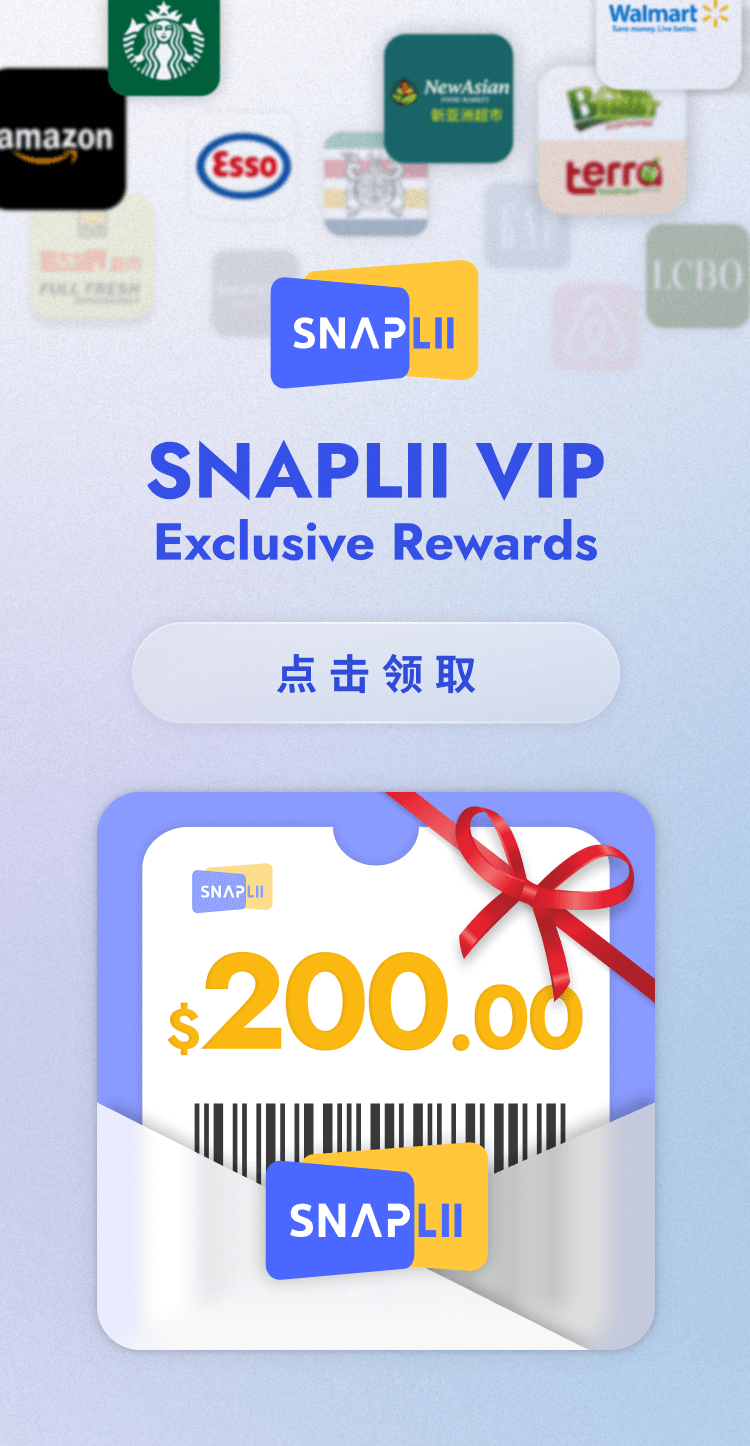 Walmart
Save money. Live better.
NewAsian
FOOD MARKET
新亚洲超市
amazon
Esso
terra
FULL FRESH
LCBO
SNAPLII
SNAPLII VIP
Exclusive Rewards
点击领取
SNAPLII
$200.00
SNAPLII